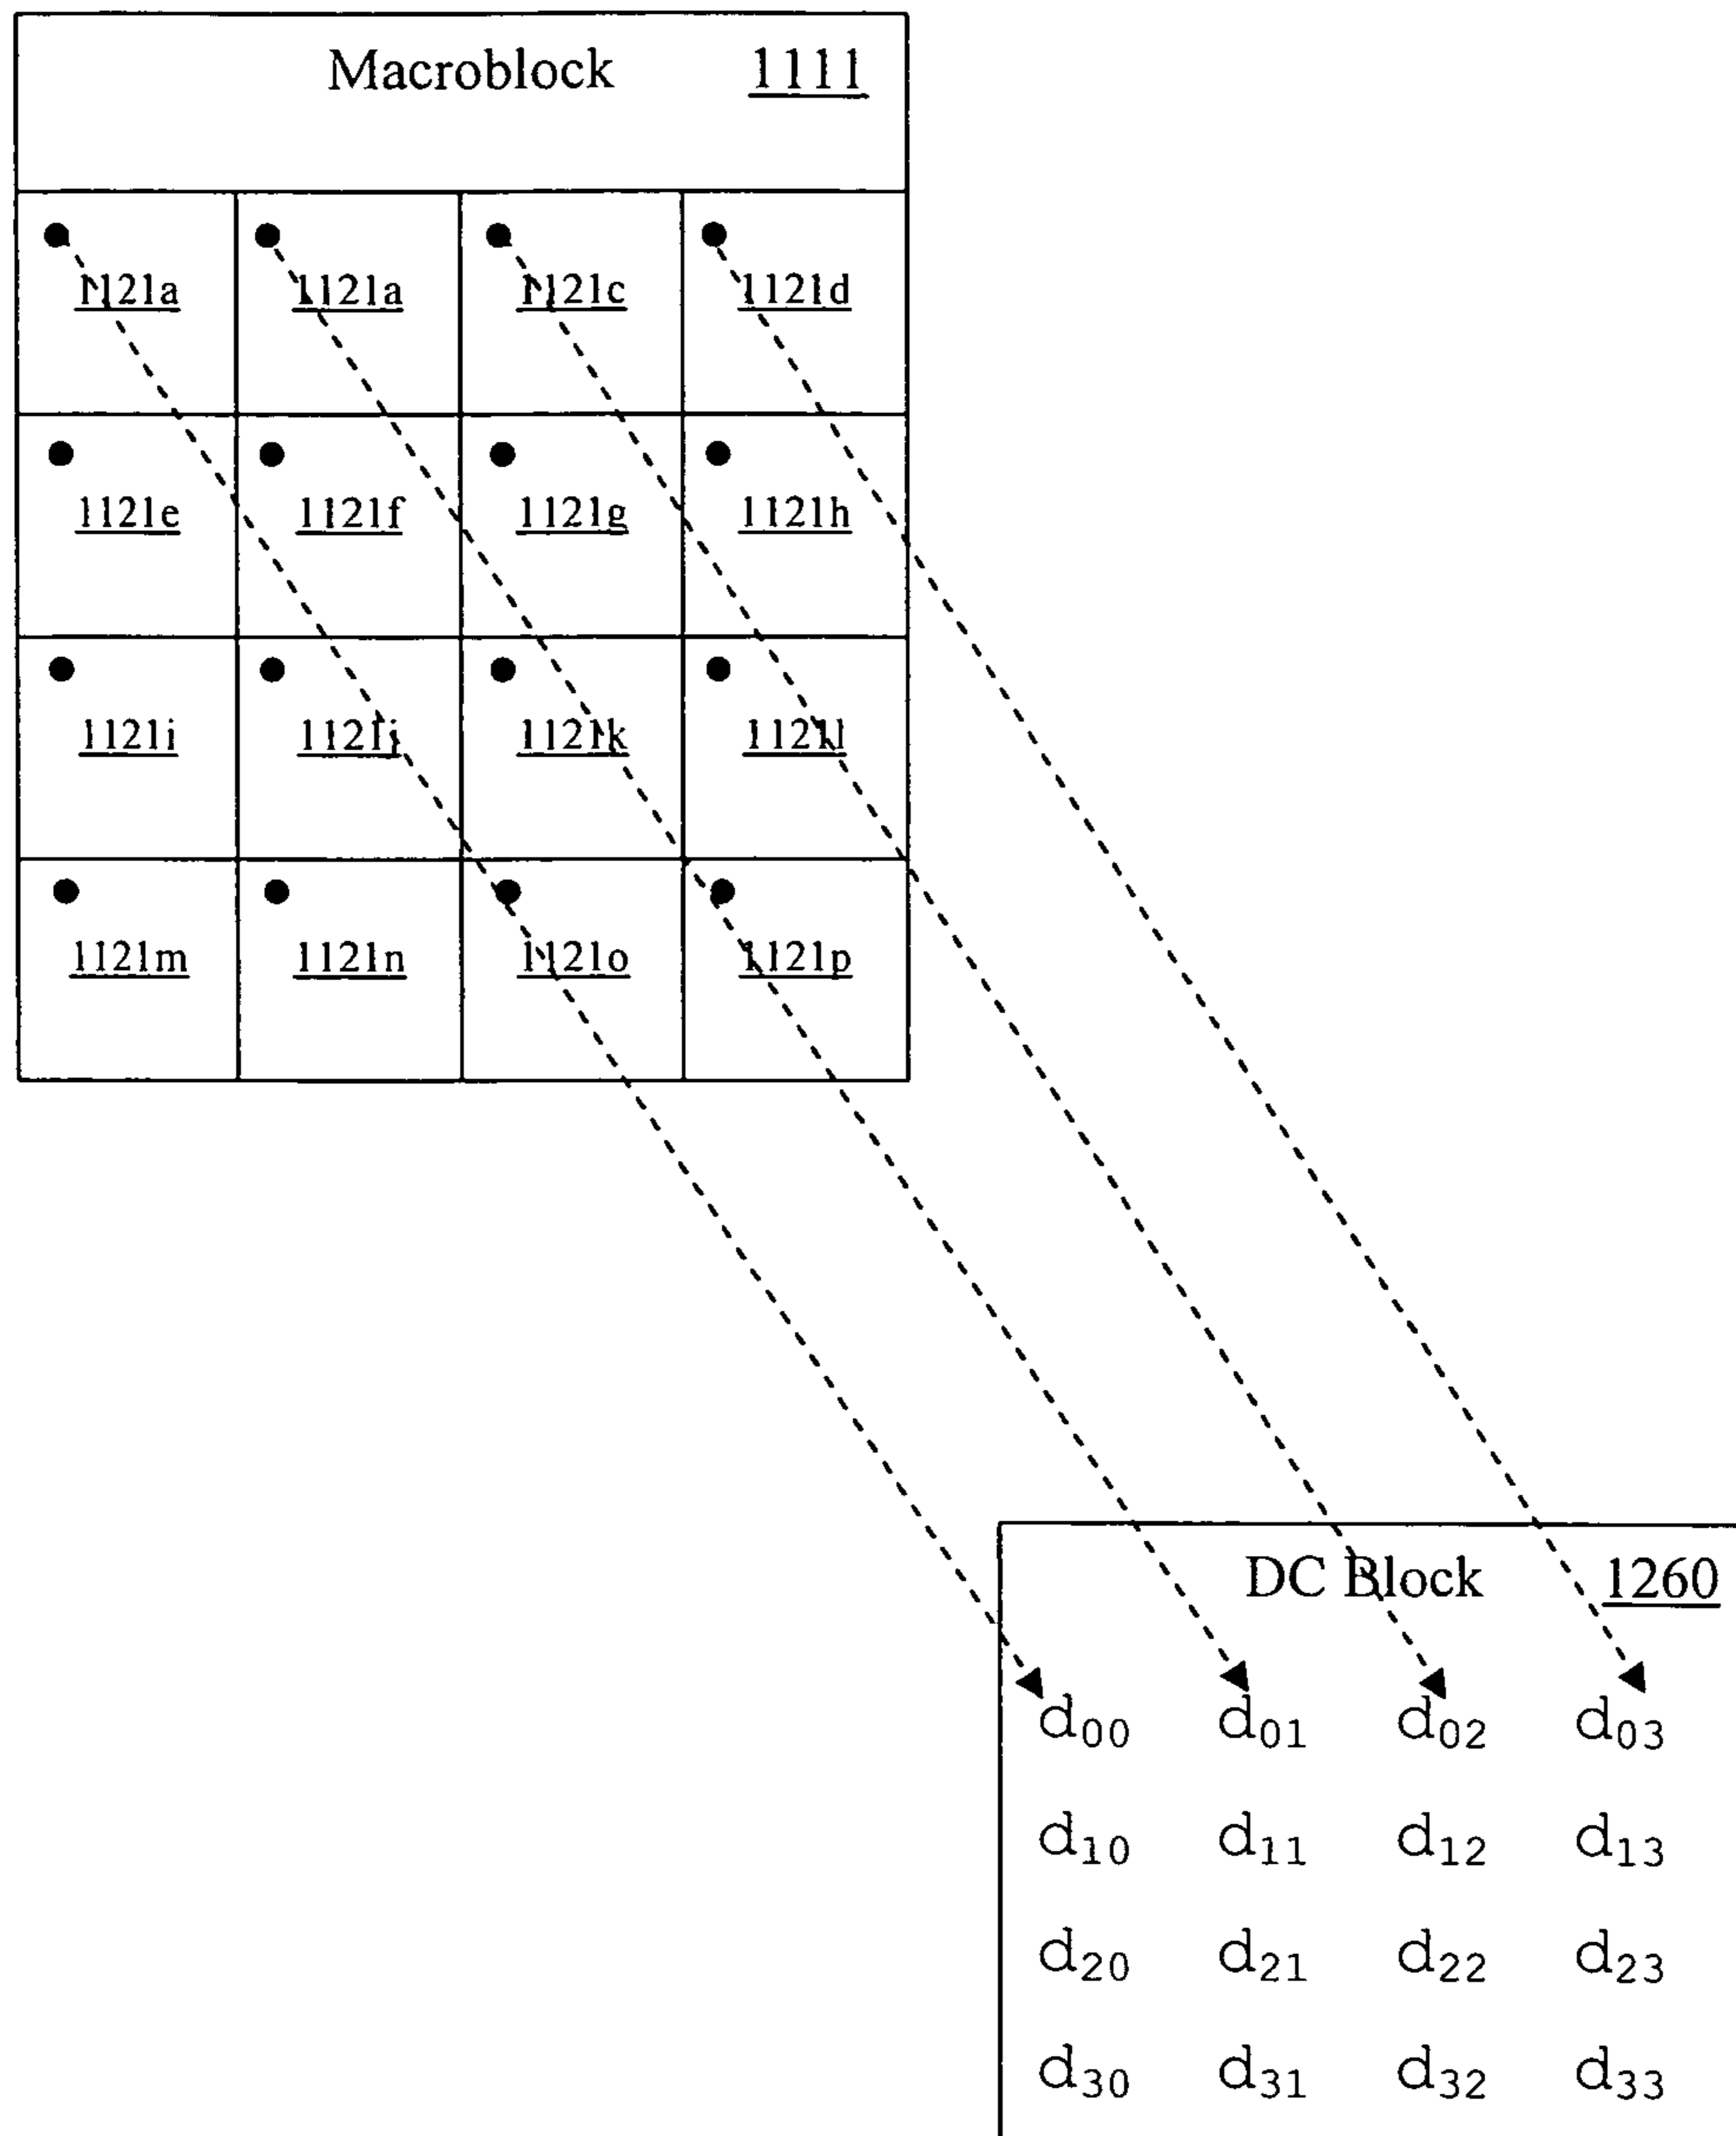 Macroblock 1111
1121a 1121a 1121c 1121d
1121e 1121f 1121g 1121h
1121i 1121j 1121k 1121l
1121m 1121n 1121o 1121p
DC Block 1260
d00 d01 d02 d03
d10 d11 d12 d13
d20 d21 d22 d23
d30 d31 d32 d33